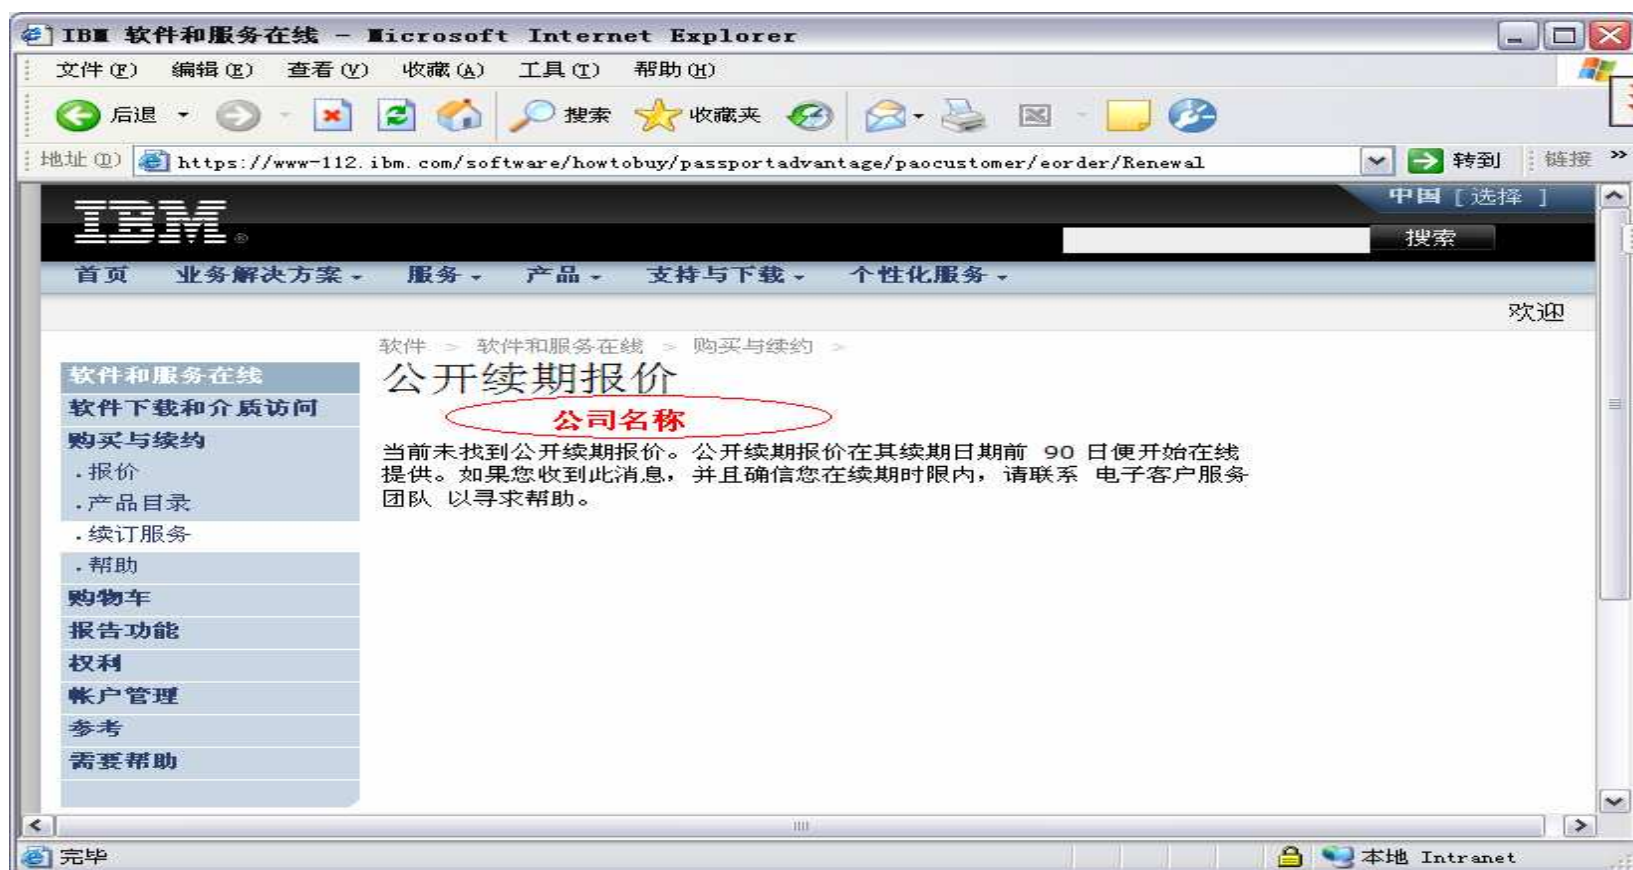 IBM 软件和服务在线 - Microsoft Internet Explorer
文件(F) 编辑(E) 查看(V) 收藏(A) 工具(T) 帮助(H)
后退 搜索 收藏夹
地址(D) https://www-112.ibm.com/software/howtobuy/passportadvantage/paocustomer/eorder/Renewal 转到 链接 »
中国 [ 选择 ]
IBM ®
搜索
首页 业务解决方案 服务 产品 支持与下载 个性化服务
欢迎
软件 > 软件和服务在线 > 购买与续约 >
公开续期报价
公司名称
当前未找到公开续期报价。公开续期报价在其续期日期前 90 日便开始在线
提供。如果您收到此消息，并且确信您在续期时限内，请联系 电子客户服务
团队 以寻求帮助。
软件和服务在线
软件下载和介质访问
购买与续约
.报价
.产品目录
.续订服务
.帮助
购物车
报告功能
权利
帐户管理
参考
需要帮助
完毕 本地 Intranet